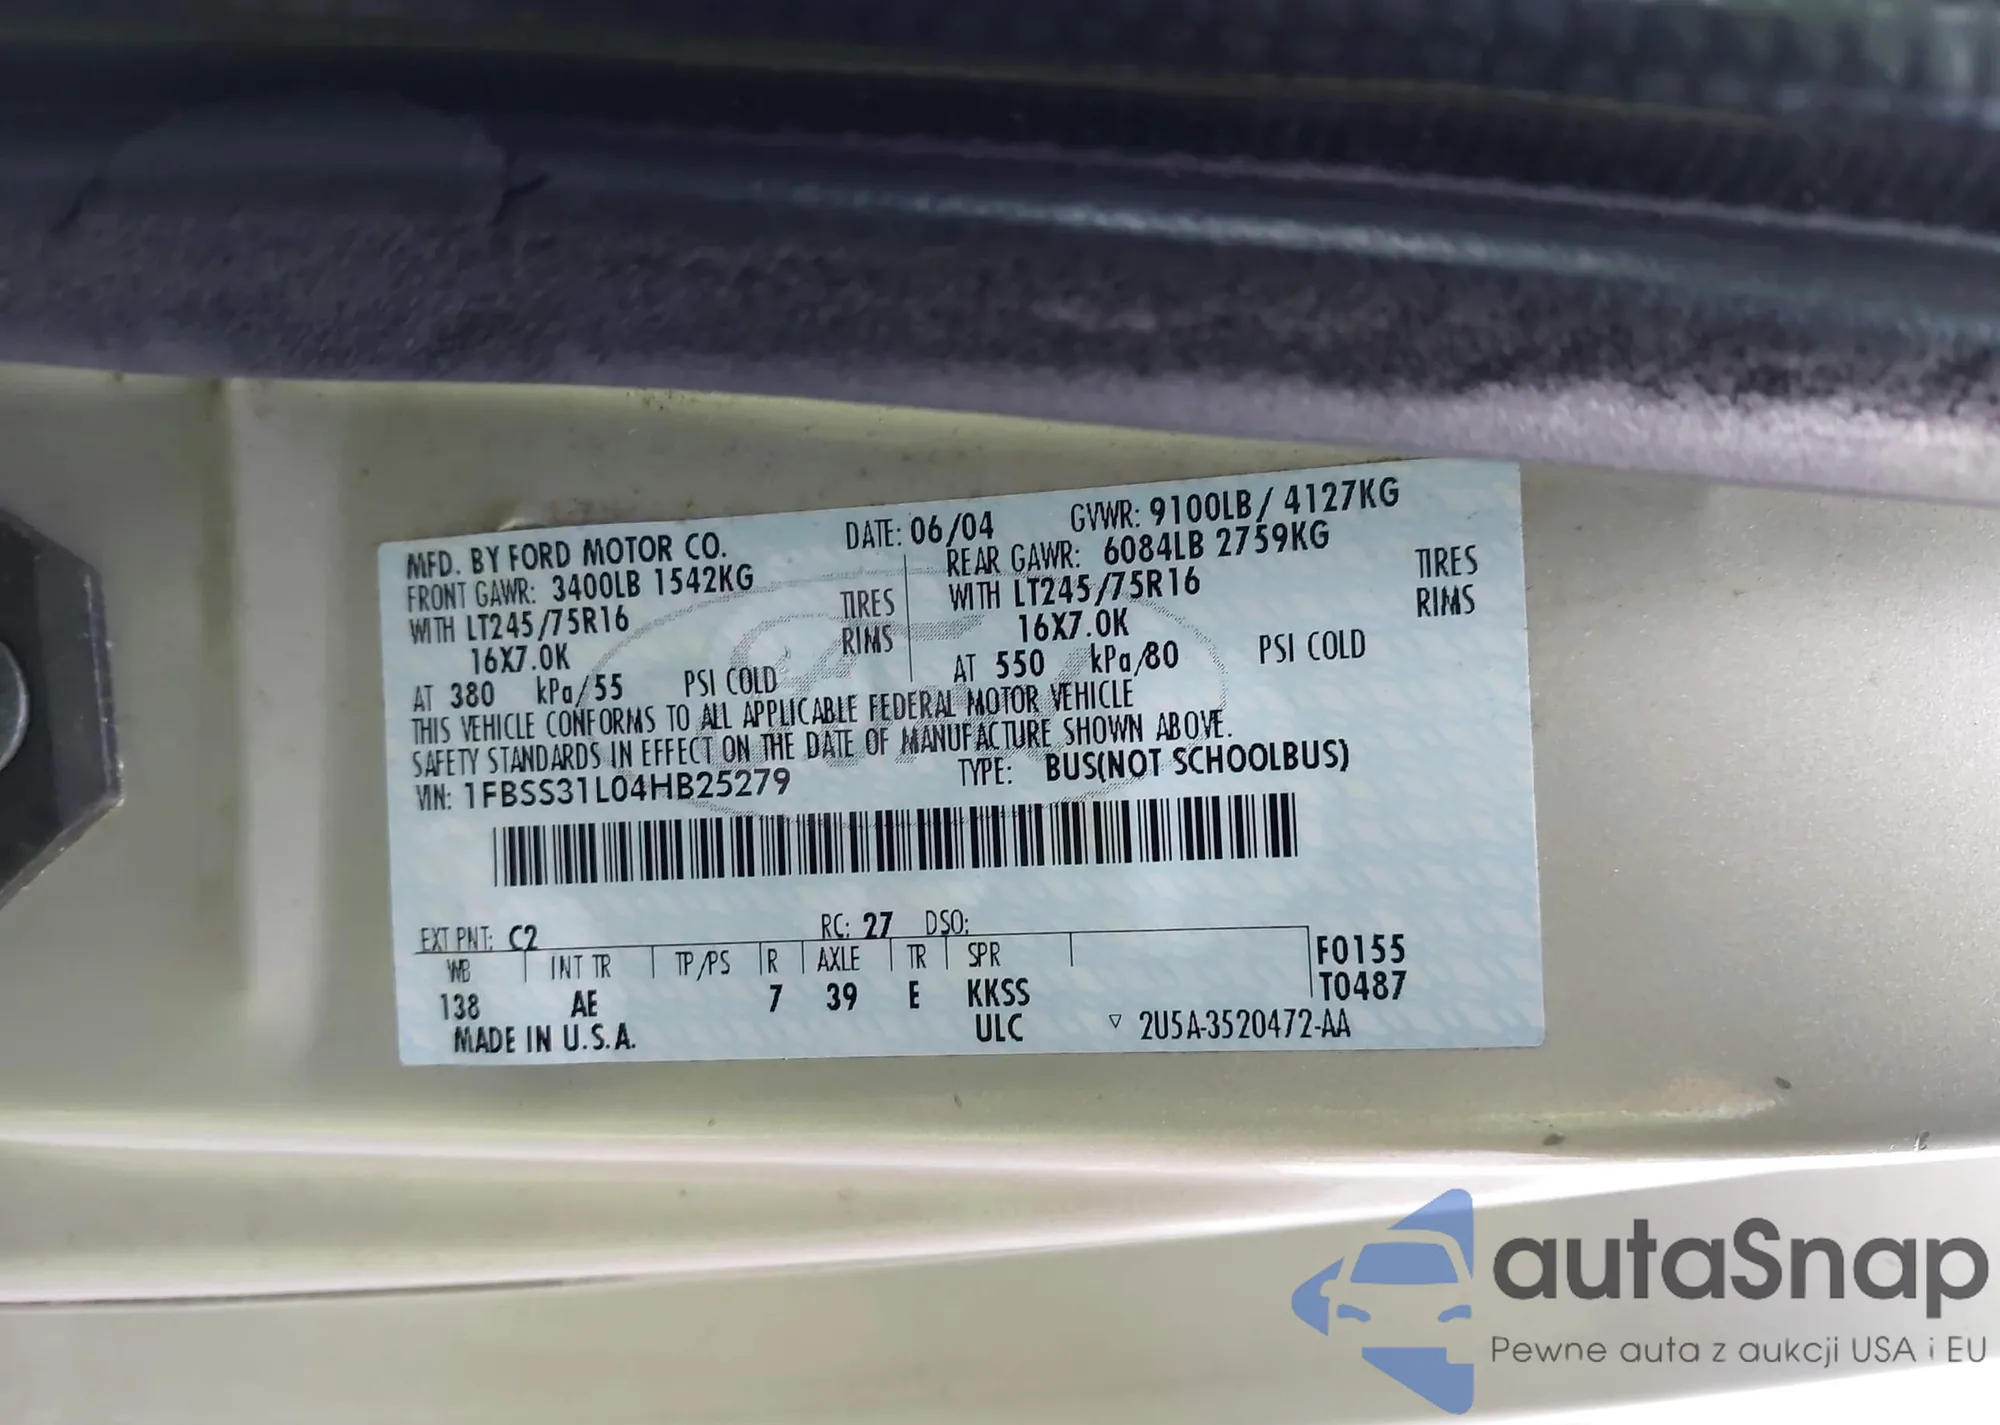 MFD. BY FORD MOTOR CO. DATE: 06/04 GVWR: 9100LB / 4127KG
FRONT GAWR: 3400LB 1542KG REAR GAWR: 6084LB 2759KG
WITH LT245/75R16 TIRES WITH LT245/75R16 TIRES
16X7.0K RIMS 16X7.0K RIMS
AT 380 kPa/55 PSI COLD AT 550 kPa/80 PSI COLD
THIS VEHICLE CONFORMS TO ALL APPLICABLE FEDERAL MOTOR VEHICLE
SAFETY STANDARDS IN EFFECT ON THE DATE OF MANUFACTURE SHOWN ABOVE.
VIN: 1FBSS31L04HB25279 TYPE: BUS(NOT SCHOOLBUS)
EXT PNT: C2 RC: 27 DSO:
WB INT TR TP/PS R AXLE TR SPR F0155
138 AE 7 39 E KKSS T0487
MADE IN U.S.A. ULC ▽ 2U5A-3520472-AA
autaSnap
Pewne auta z aukcji USA i EU